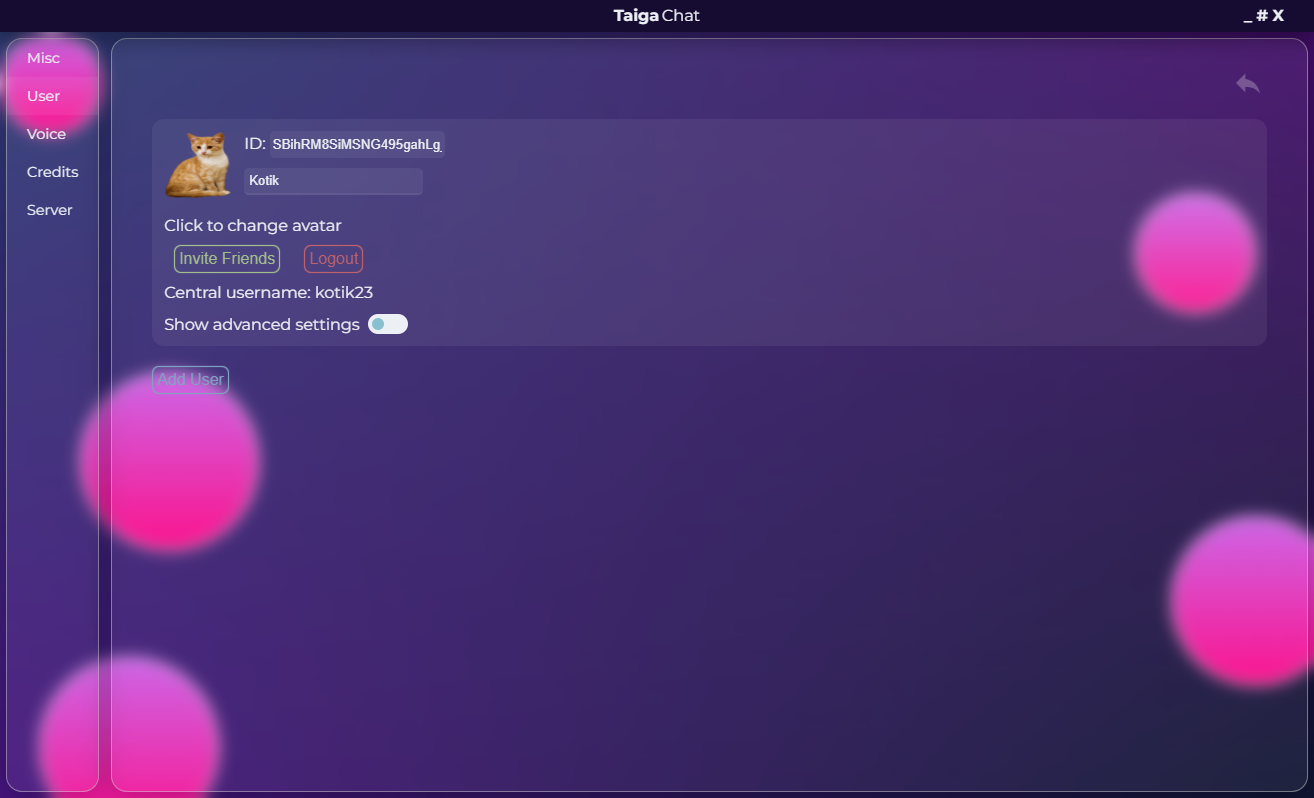 Taiga Chat
_ # X
Misc
User
Voice
Credits
Server
ID: SBihRM8SiMSNG495gahLg_
Kotik
Click to change avatar
Invite Friends Logout
Central username: kotik23
Show advanced settings
Add User